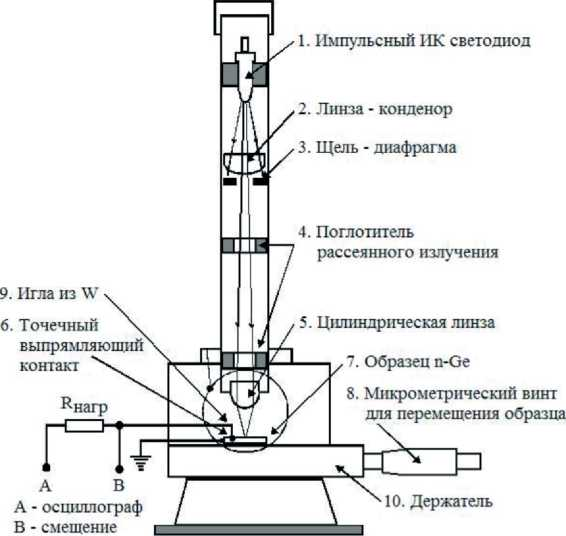 1. Импульсный ИК светодиод
2. Линза - конденор
3. Щель - диафрагма
4. Поглотитель
рассеянного излучения
9. Игла из W
6. Точечный
выпрямляющий
контакт
5. Цилиндрическая линза
7. Образец n-Ge
8. Микрометрический винт
для перемещения образца
Rнагр
A
B
A - осциллограф
B - смещение
10. Держатель